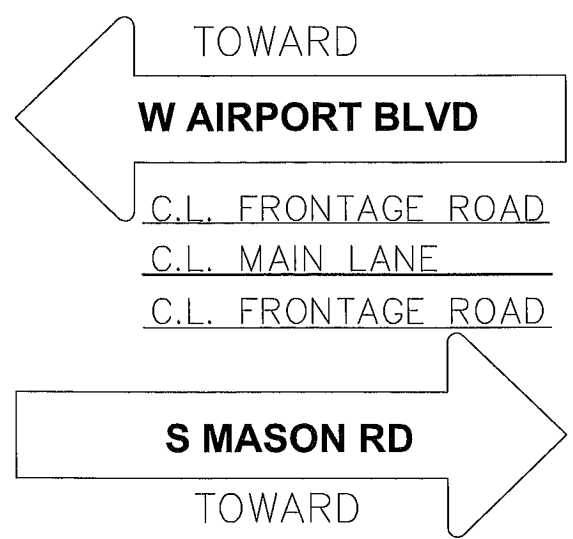 TOWARD
W AIRPORT BLVD
C.L. FRONTAGE ROAD
C.L. MAIN LANE
C.L. FRONTAGE ROAD
S MASON RD
TOWARD